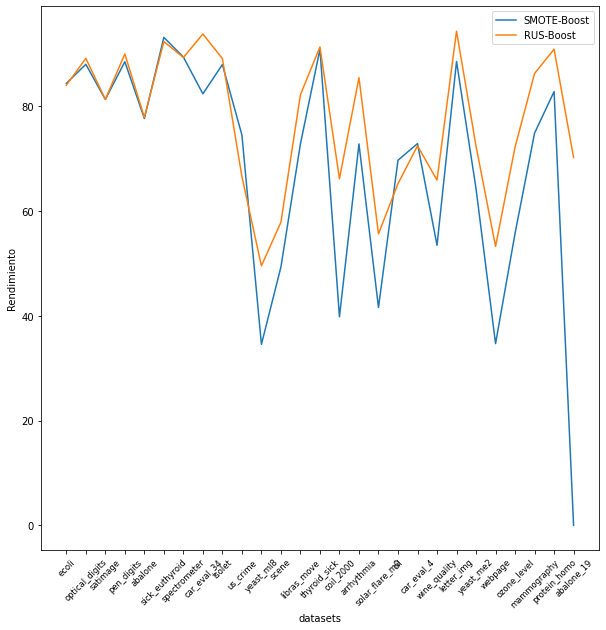 SMOTE-Boost
RUS-Boost
Rendimiento
80
60
40
20
0
ecoli
optical_digits
satimage
pen_digits
abalone
sick_euthyroid
spectrometer
car_eval_34
isolet
us_crime
yeast_ml8
scene
libras_move
thyroid_sick
coil_2000
arrhythmia
solar_flare_m0
oil
car_eval_4
wine_quality
letter_img
yeast_me2
webpage
ozone_level
mammography
protein_homo
abalone_19
datasets